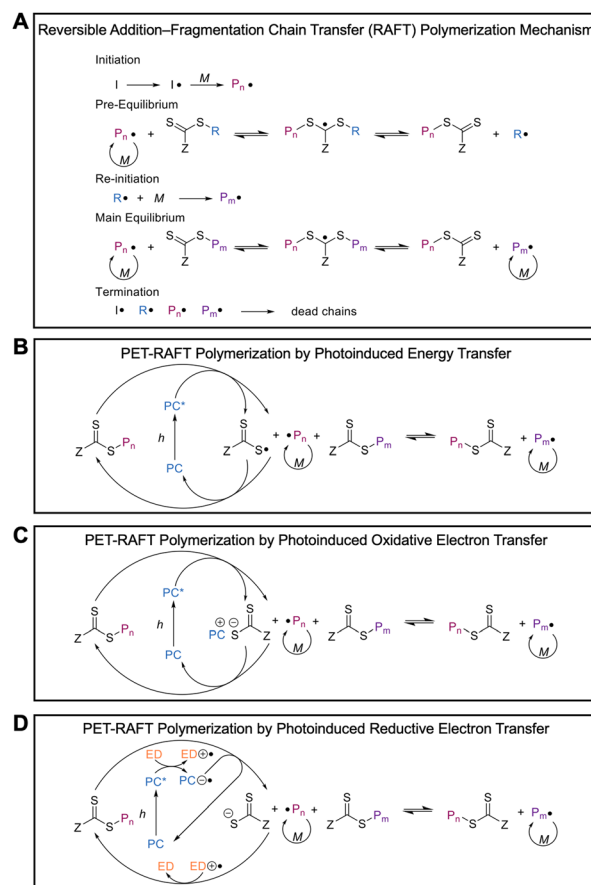 A
Reversible Addition–Fragmentation Chain Transfer (RAFT) Polymerization Mechanism
Initiation
I I• M Pn•
Pre-Equilibrium
Pn• M + S S R Z Pn S • S R Z Pn S S Z + R•
Re-initiation
R• + M Pm•
Main Equilibrium
Pn• M + S S Pm Z Pn S • S Pm Z Pn S S Z + Pm• M
Termination
I• R• Pn• Pm• dead chains
B
PET-RAFT Polymerization by Photoinduced Energy Transfer
S Z S Pn h PC* PC S Z S• + •Pn M + S Z S Pm Pn S S Z + Pm• M
C
PET-RAFT Polymerization by Photoinduced Oxidative Electron Transfer
S Z S Pn h PC* PC PC ⊕ ⊖ S S Z + •Pn M + S Z S Pm Pn S S Z + Pm• M
D
PET-RAFT Polymerization by Photoinduced Reductive Electron Transfer
ED ED⊕•
PC* PC⊖•
S Z S Pn h PC ⊖ S S Z + •Pn M + S Z S Pm Pn S S Z + Pm• M
ED ED⊕•